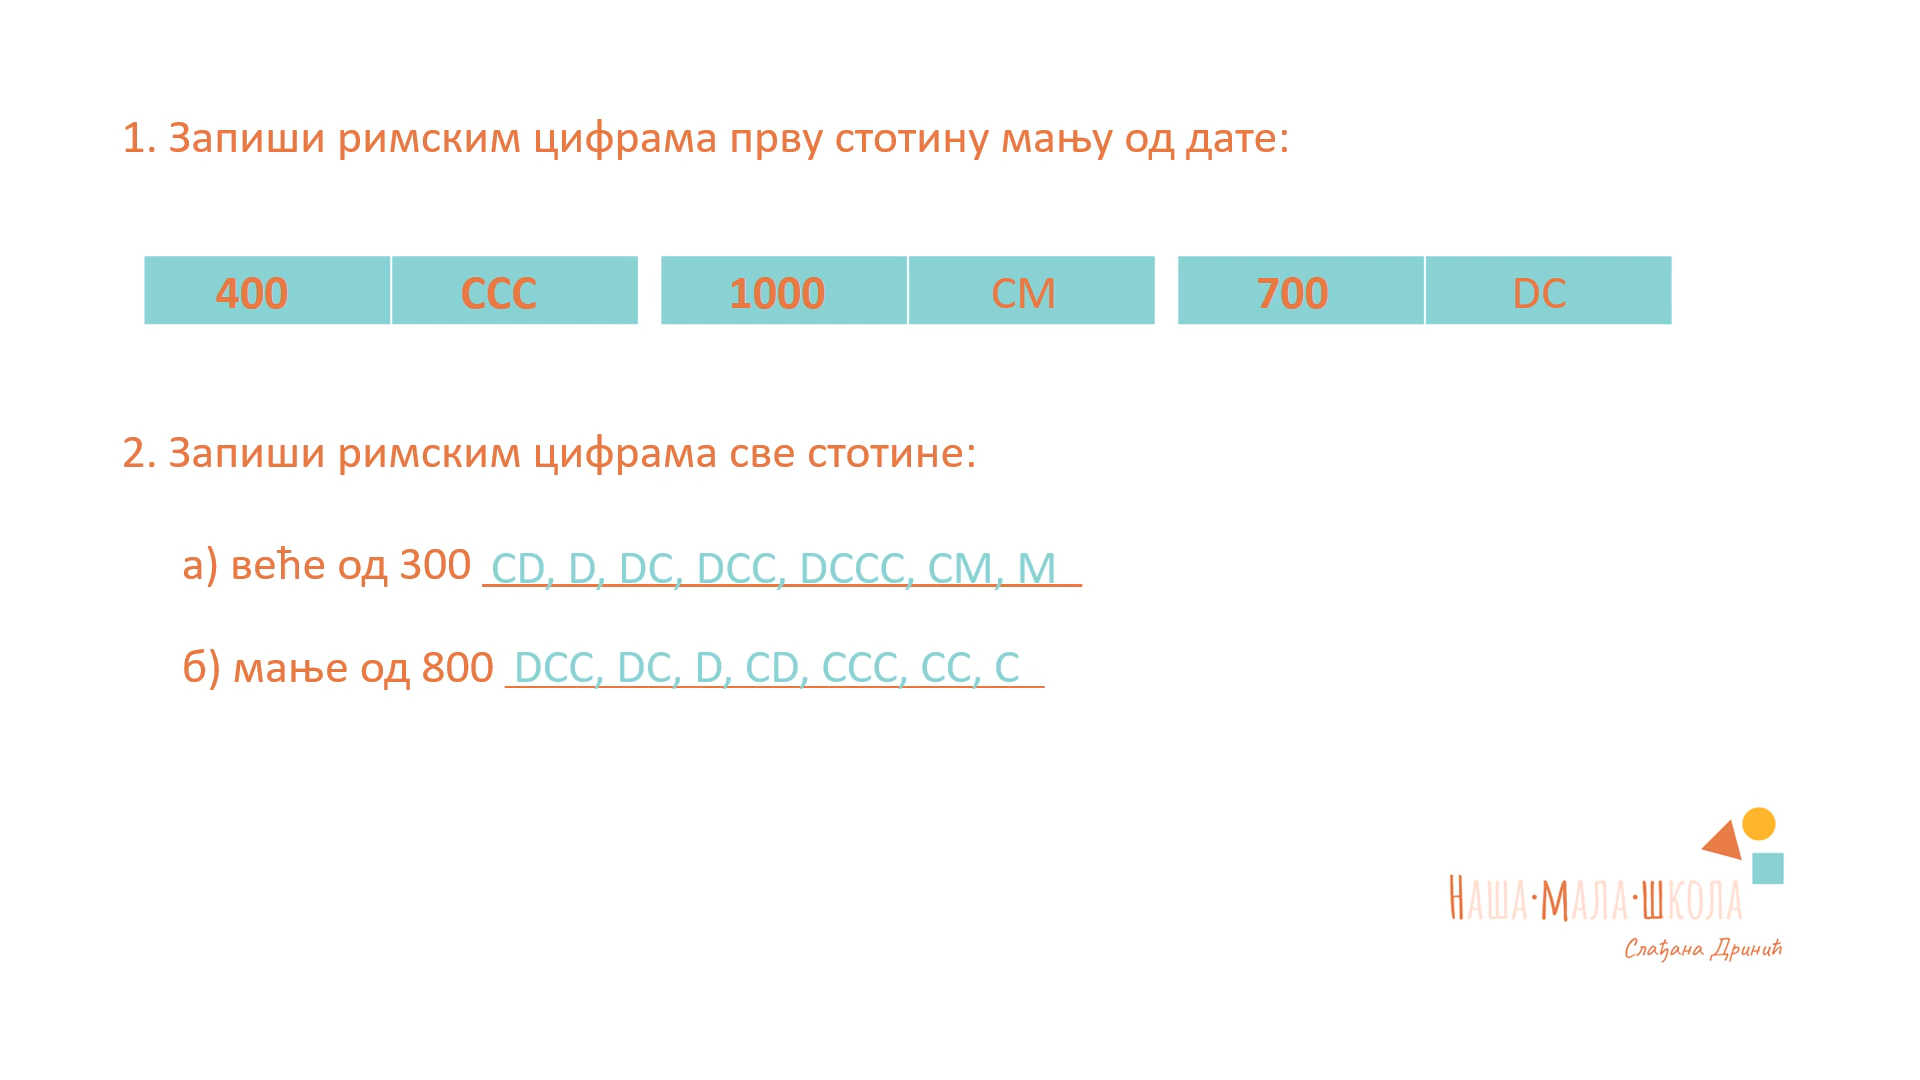 1. Запиши римским цифрама прву стотину мању од дате:
400 CCC 1000 CM 700 DC
2. Запиши римским цифрама све стотине:
а) веће од 300 CD, D, DC, DCC, DCCC, CM, M
б) мање од 800 DCC, DC, D, CD, CCC, CC, C
НАША·МАЛА·ШКОЛА
Слађана Дринић